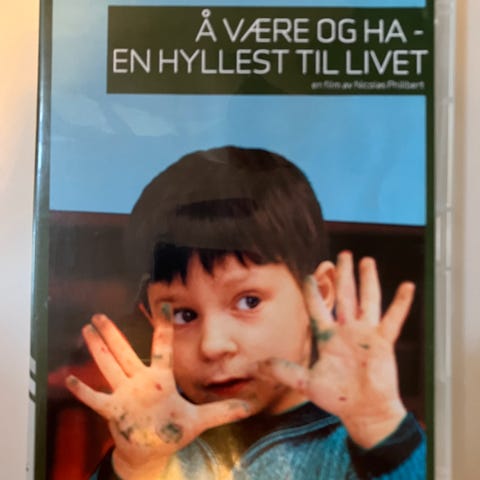 Å VÆRE OG HA -
EN HYLLEST TIL LIVET
en film av Nicolas Philibert